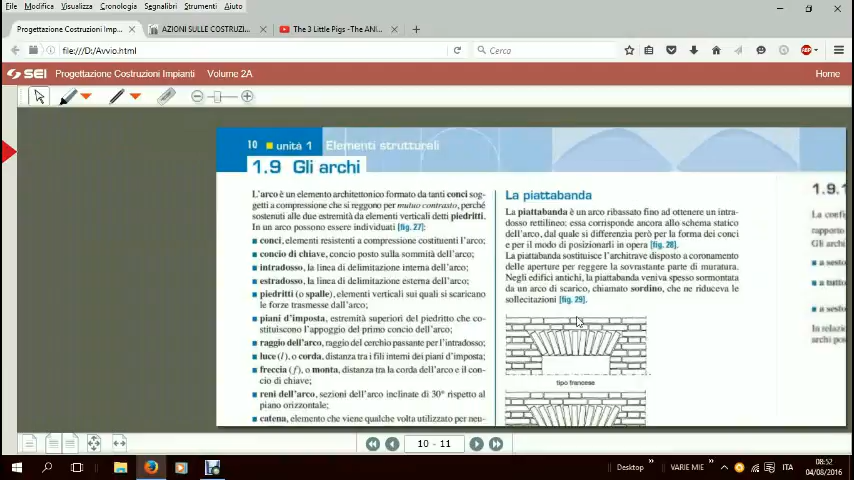 File Modifica Visualizza Cronologia Segnalibri Strumenti Aiuto
Progettazione Costruzioni Imp... × AZIONI SULLE COSTRUZI... × The 3 Little Pigs -The ANI... × +
file:///D:/Avvio.html Cerca ABP
SEI Progettazione Costruzioni Impianti Volume 2A Home
10 unità 1 Elementi strutturali
1.9 Gli archi
L'arco è un elemento architettonico formato da tanti conci sog-
getti a compressione che si reggono per mutuo contrasto, perché
sostenuti alle due estremità da elementi verticali detti piedritti.
In un arco possono essere individuati [fig. 27]:
conci, elementi resistenti a compressione costituenti l'arco;
concio di chiave, concio posto sulla sommità dell'arco;
intradosso, la linea di delimitazione interna dell'arco;
estradosso, la linea di delimitazione esterna dell'arco;
piedritti (o spalle), elementi verticali sui quali si scaricano
le forze trasmesse dall'arco;
piani d'imposta, estremità superiori del piedritto che co-
stituiscono l'appoggio del primo concio dell'arco;
raggio dell'arco, raggio del cerchio passante per l'intradosso;
luce (l), o corda, distanza tra i fili interni dei piani d'imposta;
freccia (f), o monta, distanza tra la corda dell'arco e il con-
cio di chiave;
reni dell'arco, sezioni dell'arco inclinate di 30° rispetto al
piano orizzontale;
catena, elemento che viene qualche volta utilizzato per neu-
La piattabanda
La piattabanda è un arco ribassato fino ad ottenere un intra-
dosso rettilineo; essa corrisponde ancora allo schema statico
dell'arco, dal quale si differenzia però per la forma dei conci
e per il modo di posizionarli in opera [fig. 28].
La piattabanda sostituisce l'architrave disposto a coronamento
delle aperture per reggere la sovrastante parte di muratura.
Negli edifici antichi, la piattabanda veniva spesso sormontata
da un arco di scarico, chiamato sordino, che ne riduceva le
sollecitazioni [fig. 29].
tipo francese
1.9.1
La confi
rapporto
Gli archi
a sesto
a tutto
a sesto
In relazio
archi po
10 - 11
Desktop VARIE MIE ITA 08:52
04/08/2016